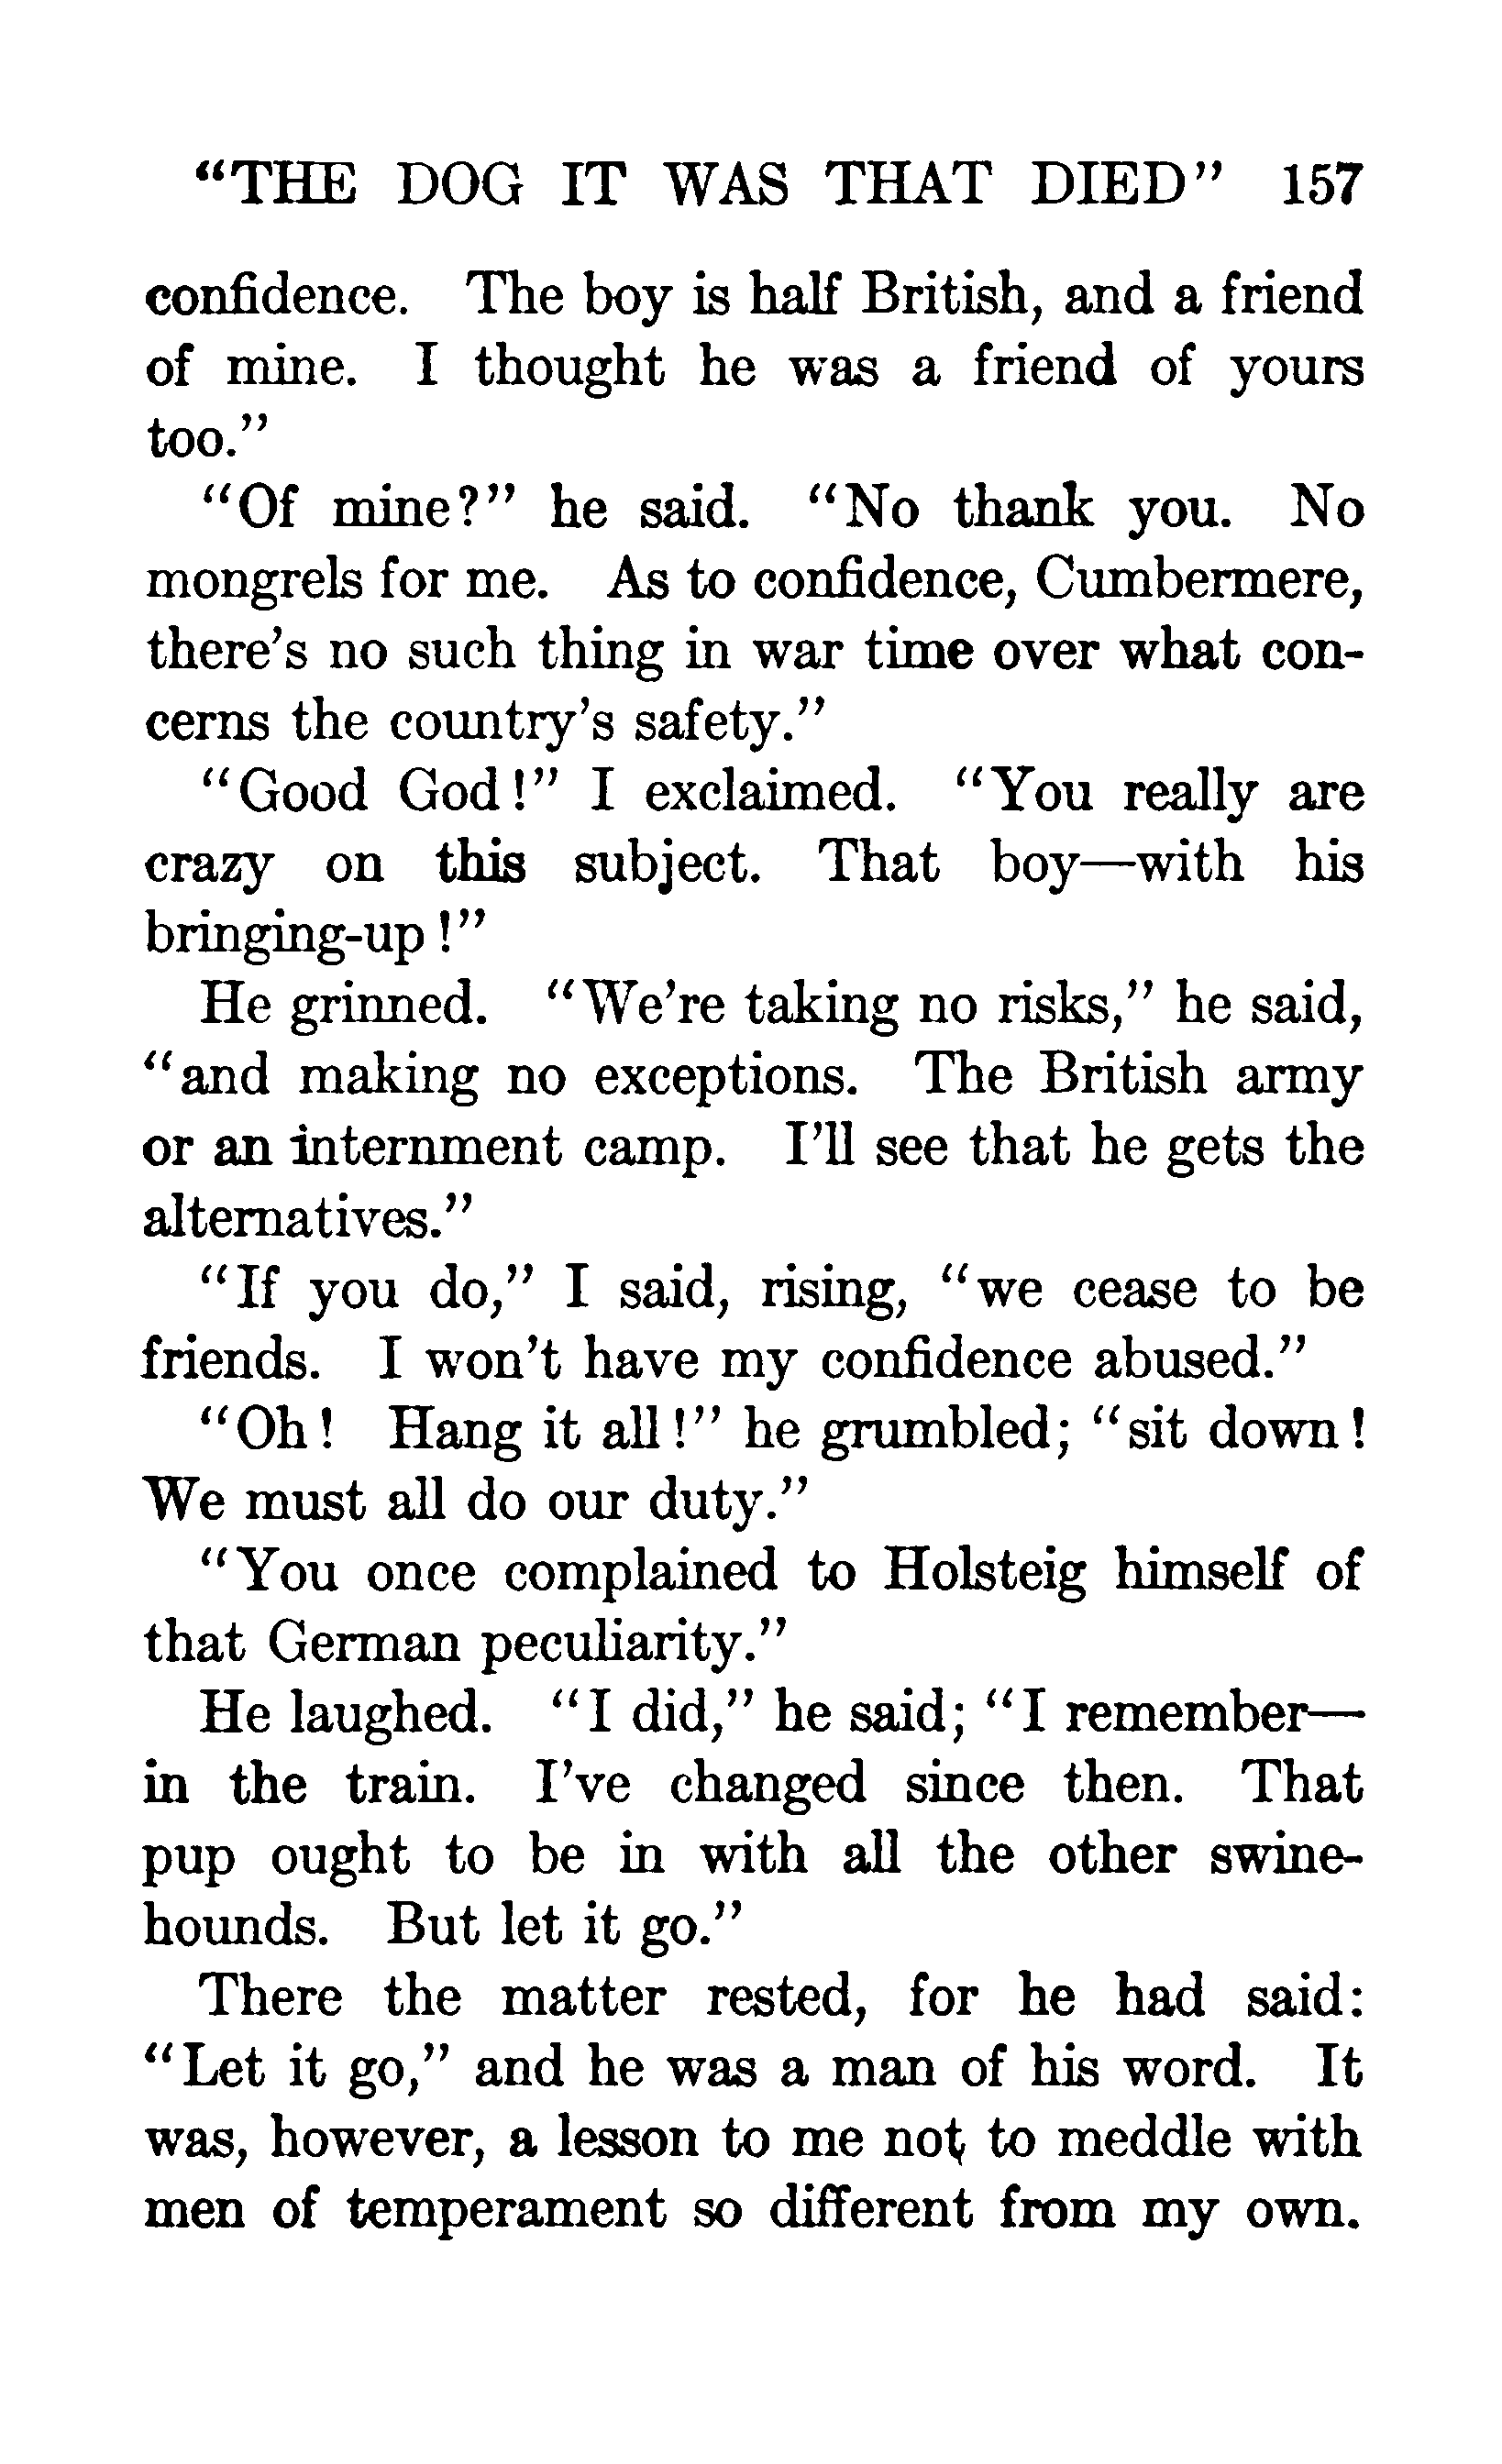 “THE DOG IT WAS THAT DIED” 157
confidence. The boy is half British, and a friend
of mine. I thought he was a friend of yours
too.”
“Of mine?” he said. “No thank you. No
mongrels for me. As to confidence, Cumbermere,
there’s no such thing in war time over what con-
cerns the country’s safety.”
“Good God!” I exclaimed. “You really are
crazy on this subject. That boy—with his
bringing-up!”
He grinned. “We’re taking no risks,” he said,
“and making no exceptions. The British army
or an internment camp. I’ll see that he gets the
alternatives.”
“If you do,” I said, rising, “we cease to be
friends. I won’t have my confidence abused.”
“Oh! Hang it all!” he grumbled; “sit down!
We must all do our duty.”
“You once complained to Holsteig himself of
that German peculiarity.”
He laughed. “I did,” he said; “I remember—
in the train. I’ve changed since then. That
pup ought to be in with all the other swine-
hounds. But let it go.”
There the matter rested, for he had said:
“Let it go,” and he was a man of his word. It
was, however, a lesson to me not to meddle with
men of temperament so different from my own.